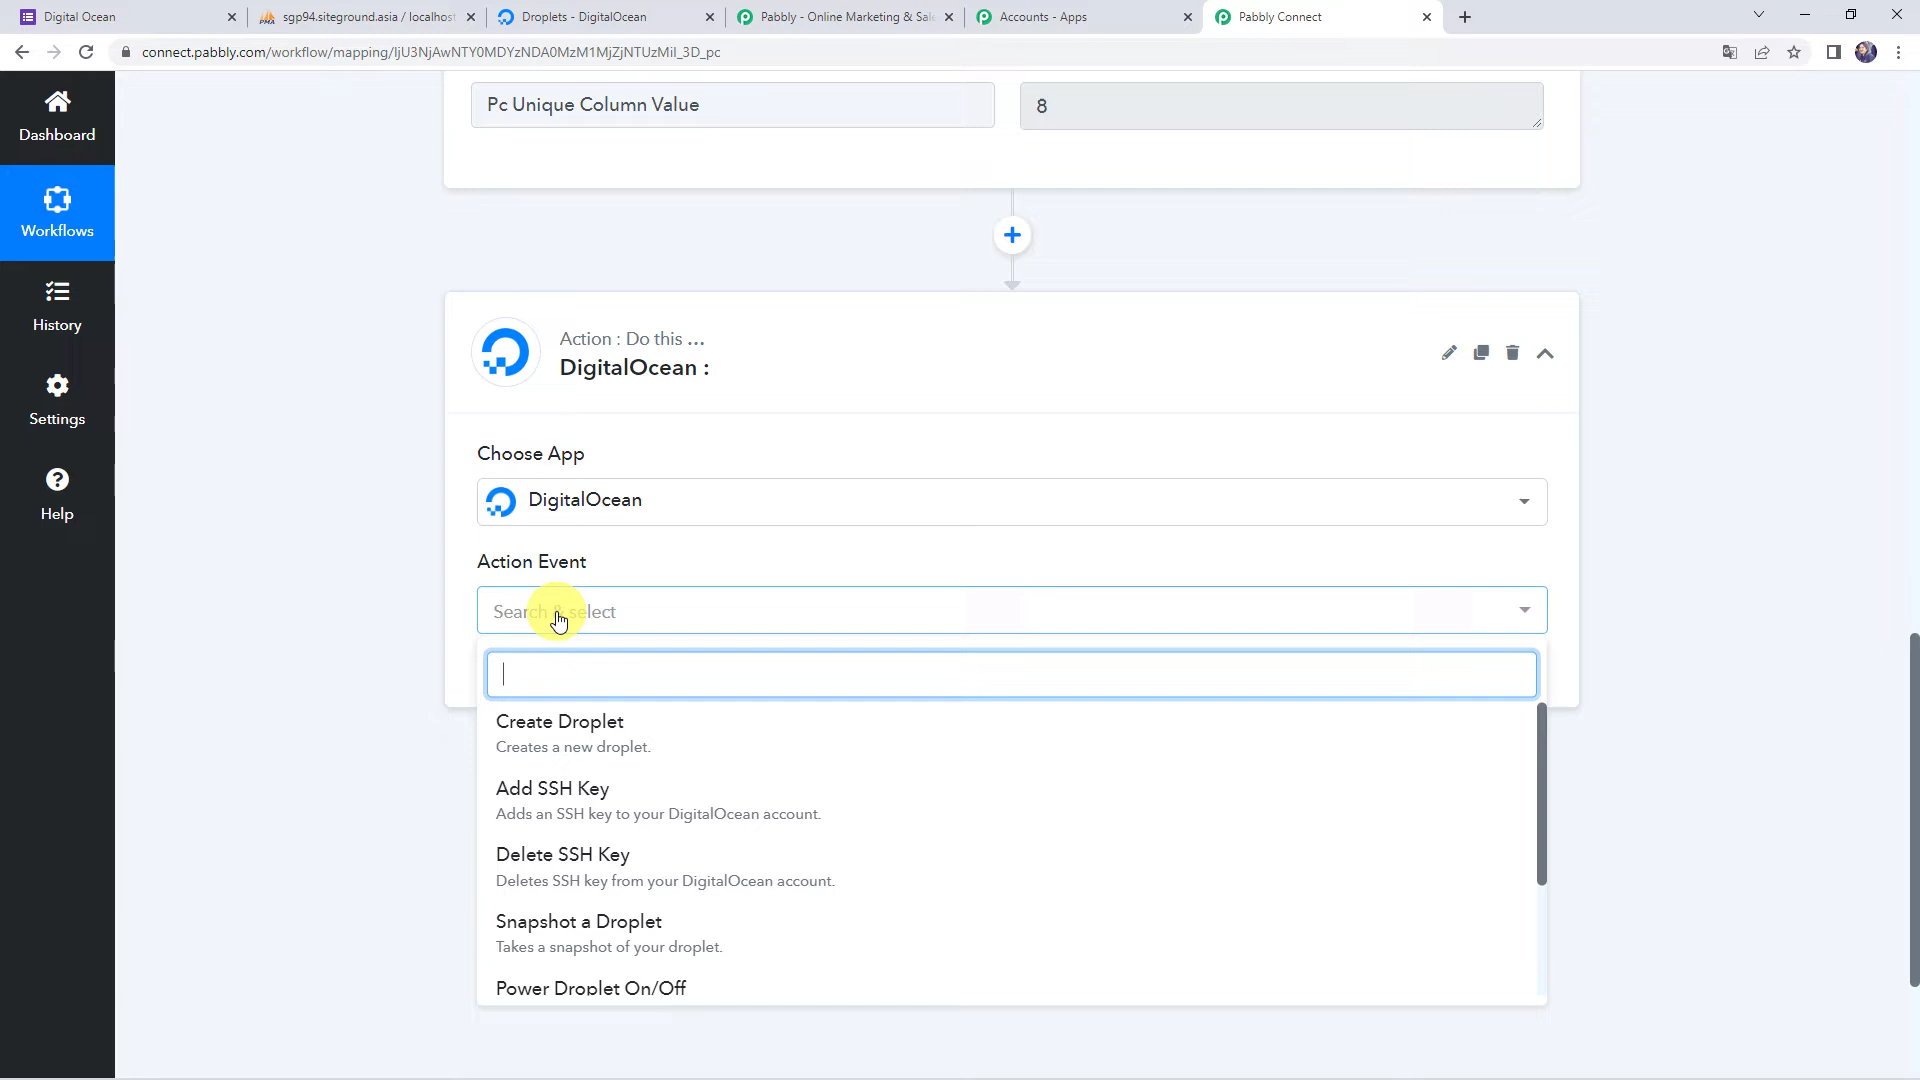 Digital Ocean
sgp94.siteground.asia / localhost
Droplets - DigitalOcean
Pabbly - Online Marketing & Sale
Accounts - Apps
Pabbly Connect
connect.pabbly.com/workflow/mapping/IjU3NjAwNTY0MDYzNDA0MzM1MjZjNTUzMiI_3D_pc
Dashboard
Workflows
History
Settings
Help
Pc Unique Column Value
8
Action : Do this ...
DigitalOcean :
Choose App
DigitalOcean
Action Event
Search & select
Create Droplet
Creates a new droplet.
Add SSH Key
Adds an SSH key to your DigitalOcean account.
Delete SSH Key
Deletes SSH key from your DigitalOcean account.
Snapshot a Droplet
Takes a snapshot of your droplet.
Power Droplet On/Off